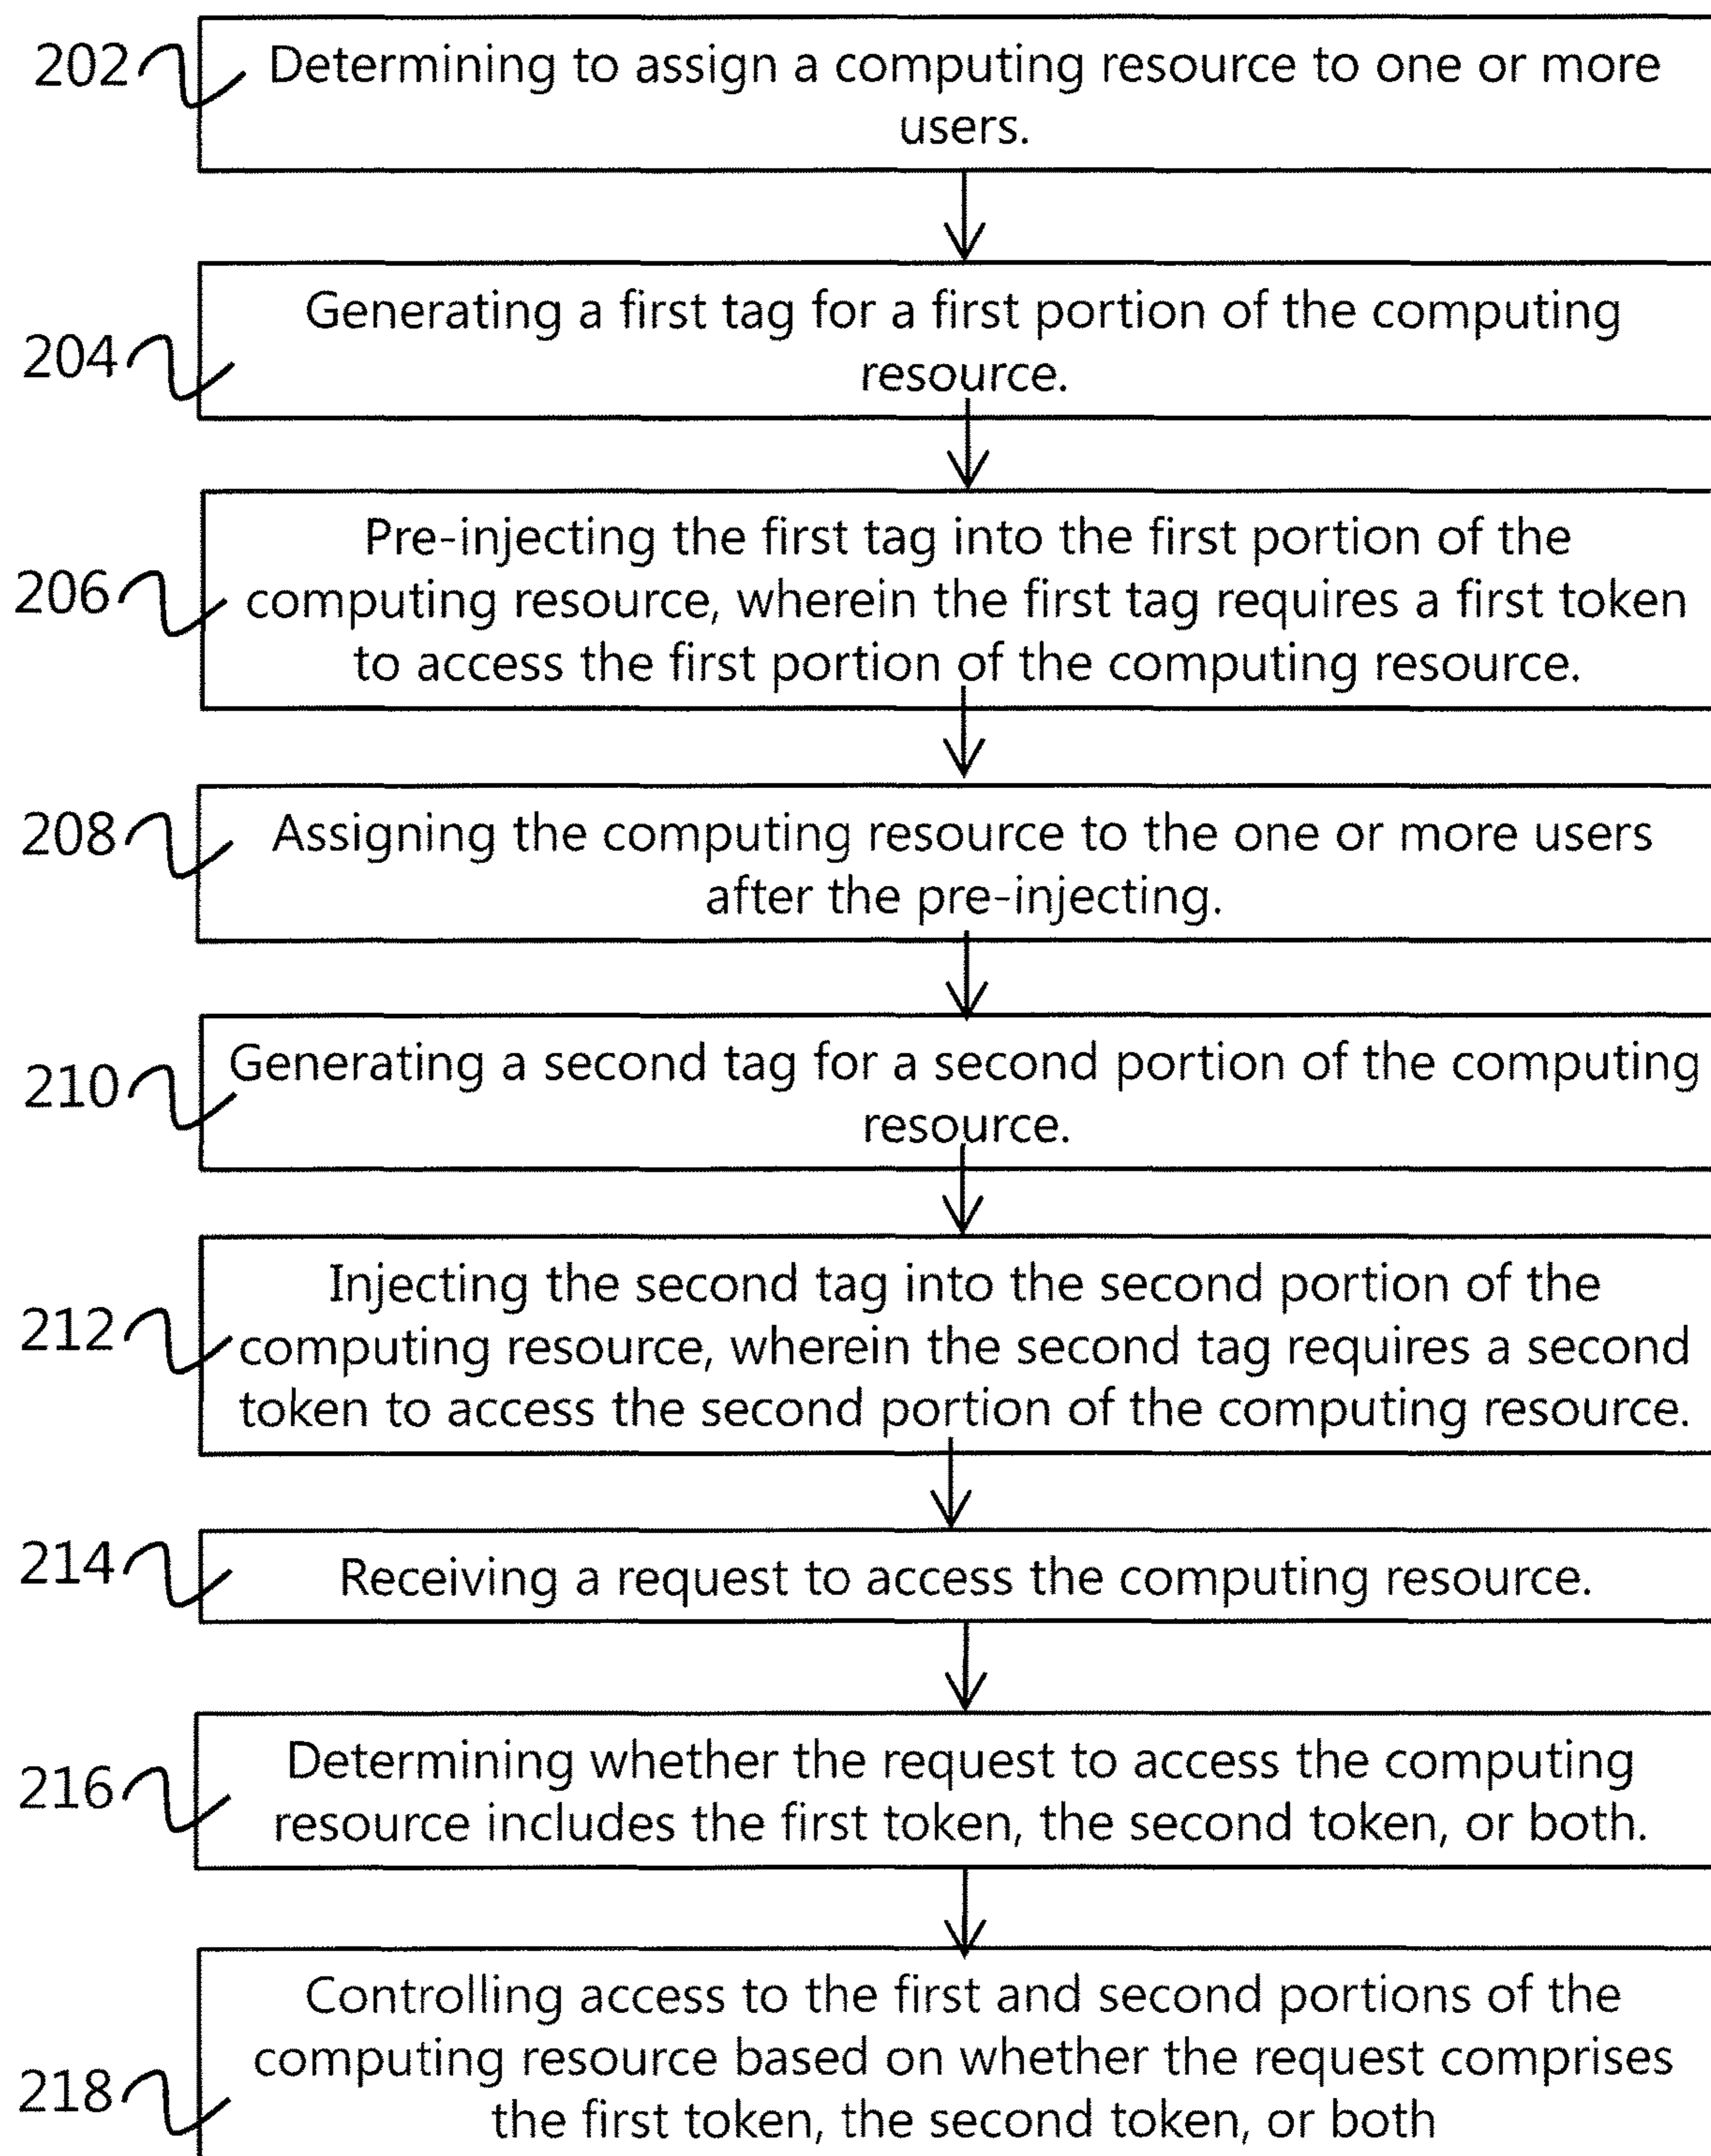 202
Determining to assign a computing resource to one or more
users.
204
Generating a first tag for a first portion of the computing
resource.
206
Pre-injecting the first tag into the first portion of the
computing resource, wherein the first tag requires a first token
to access the first portion of the computing resource.
208
Assigning the computing resource to the one or more users
after the pre-injecting.
210
Generating a second tag for a second portion of the computing
resource.
212
Injecting the second tag into the second portion of the
computing resource, wherein the second tag requires a second
token to access the second portion of the computing resource.
214
Receiving a request to access the computing resource.
216
Determining whether the request to access the computing
resource includes the first token, the second token, or both.
218
Controlling access to the first and second portions of the
computing resource based on whether the request comprises
the first token, the second token, or both